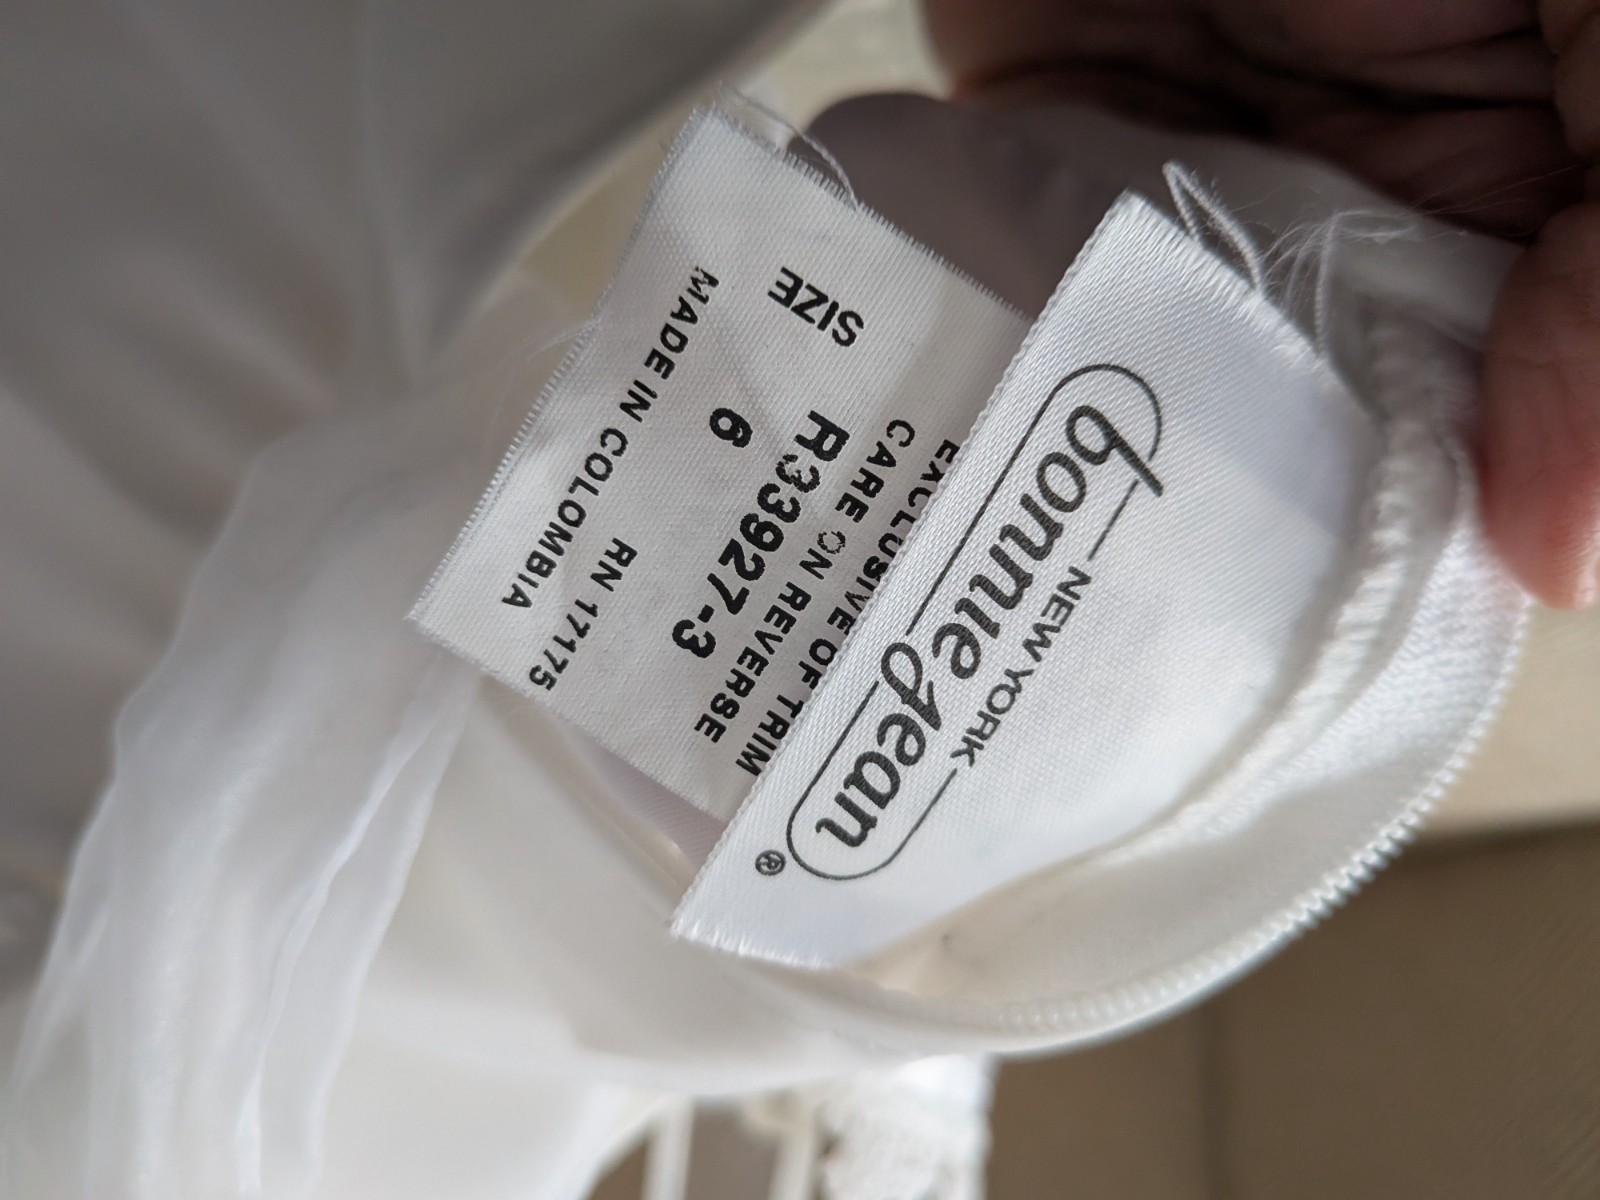 bonnie jean
®
NEW YORK
EXCLUSIVE OF TRIM
CARE ON REVERSE
R33927-3
SIZE 6
RN 17175
MADE IN COLOMBIA